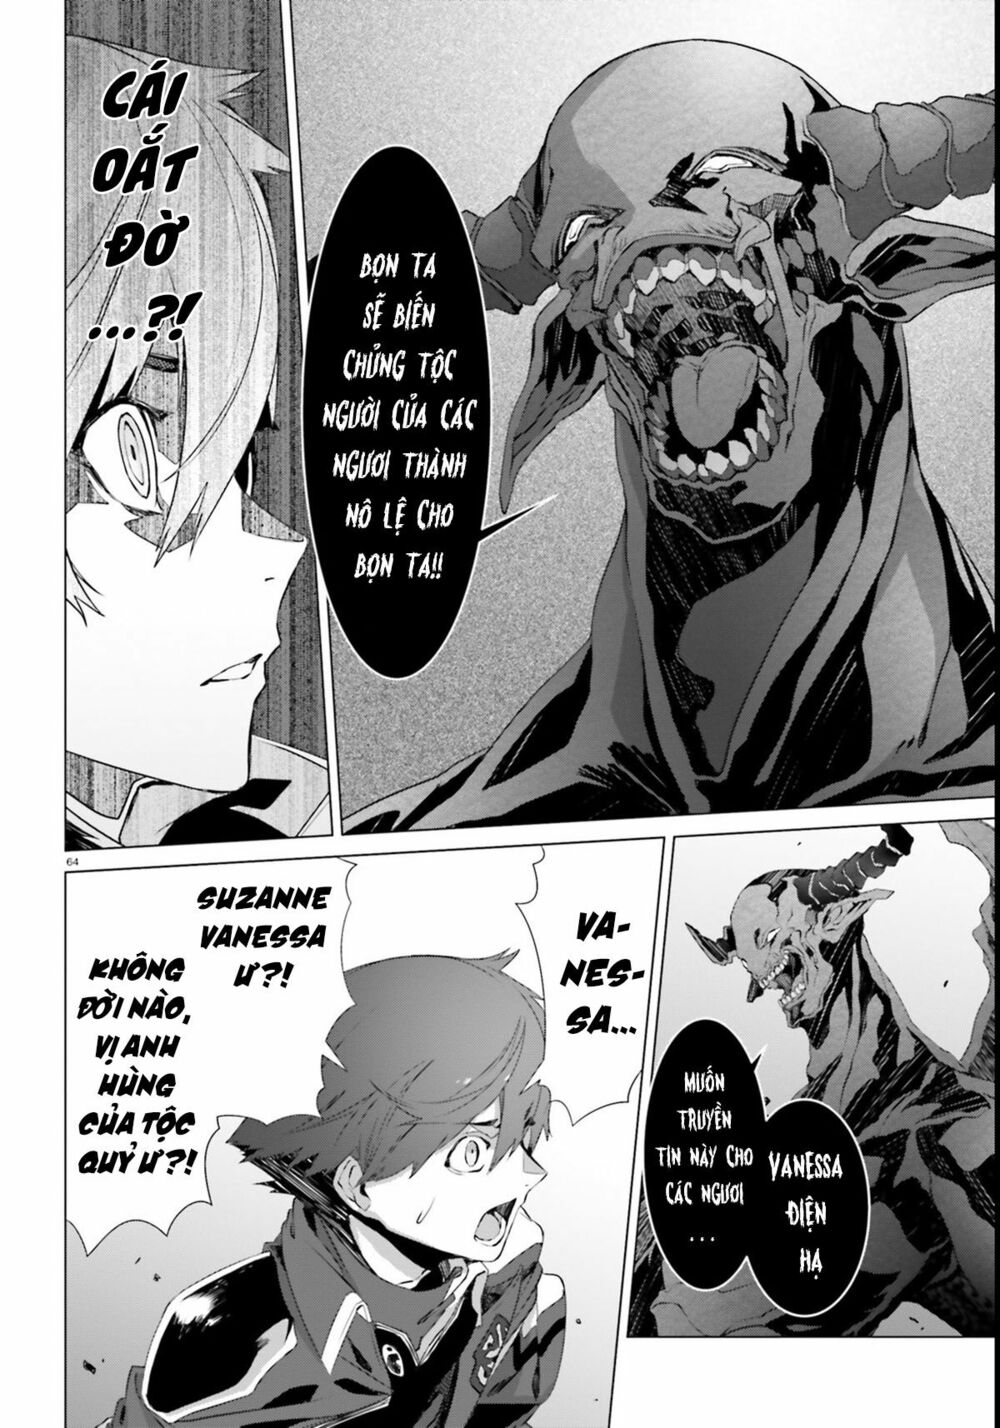 BỌN TA
SẼ BIẾN
CHỦNG TỘC
NGƯỜI CỦA CÁC
NGƯƠI THÀNH
NÔ LỆ CHO
BỌN TA!!
CÁI
OẮT
ĐỜ
...?!
64
VANESSA
ĐIỆN
HẠ
MUỐN
TRUYỀN
TIN NÀY CHO
CÁC NGƯƠI
...
VA-
NES-
SA...
SUZANNE
VANESSA
Ư?!
KHÔNG
ĐỜI NÀO,
VỊ ANH
HÙNG
CỦA TỘC
QUỶ Ư?!